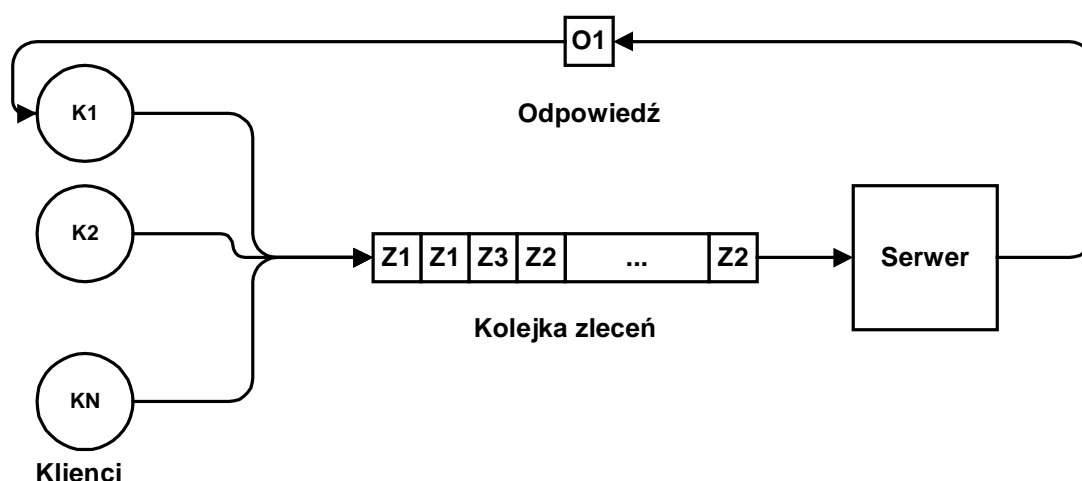 O1
K1
Odpowiedź
K2
Z1 Z1 Z3 Z2 ... Z2
Serwer
Kolejka zleceń
KN
Klienci